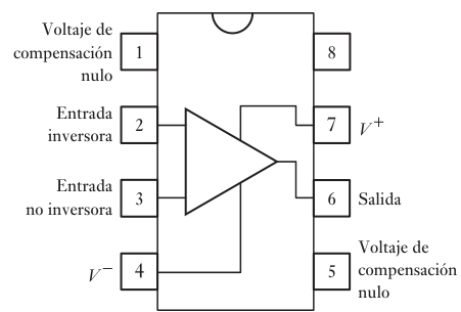 Voltaje de
compensación
nulo
1
8
Entrada
inversora
2
7
V+
Entrada
no inversora
3
6
Salida
V−
4
5
Voltaje de
compensación
nulo